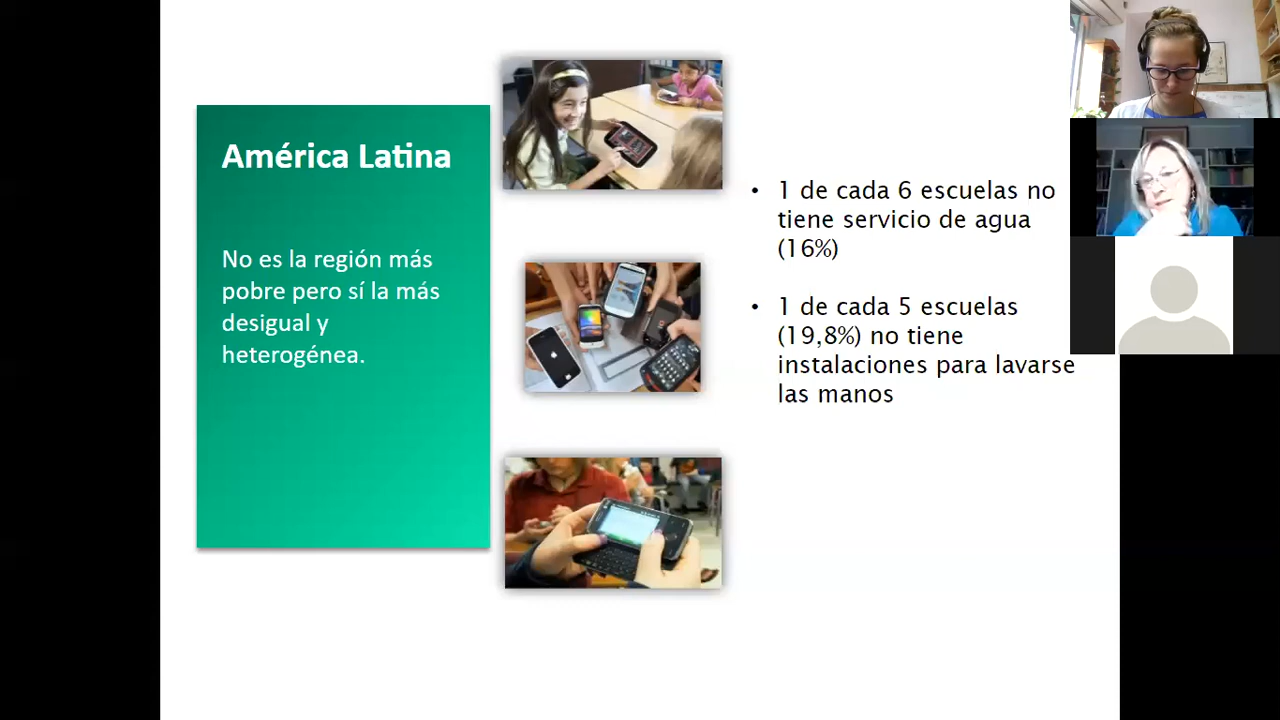 América Latina
No es la región más
pobre pero sí la más
desigual y
heterogénea.
• 1 de cada 6 escuelas no
tiene servicio de agua
(16%)
• 1 de cada 5 escuelas
(19,8%) no tiene
instalaciones para lavarse
las manos